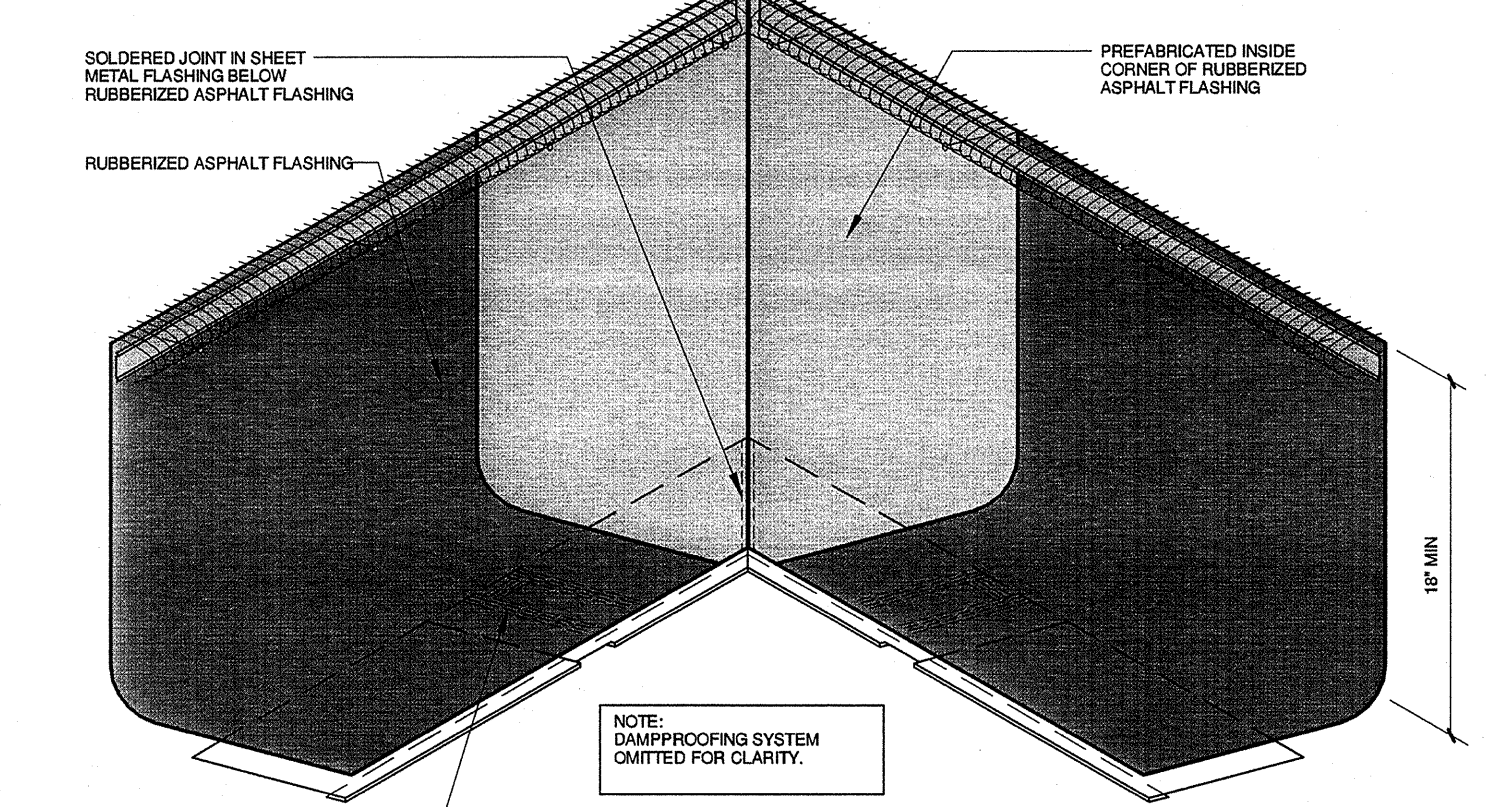 SOLDERED JOINT IN SHEET
METAL FLASHING BELOW
RUBBERIZED ASPHALT FLASHING
PREFABRICATED INSIDE
CORNER OF RUBBERIZED
ASPHALT FLASHING
RUBBERIZED ASPHALT FLASHING
18" MIN
NOTE:
DAMPPROOFING SYSTEM
OMITTED FOR CLARITY.